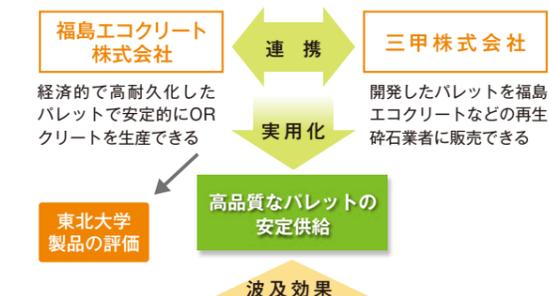 福島エコクリート
株式会社
連携
三甲株式会社
経済的で高耐久化した
パレットで安定的にOR
クリートを生産できる
開発したパレットを福島
エコクリートなどの再生
砕石業者に販売できる
実用化
高品質なパレットの
安定供給
東北大学
製品の評価
波及効果